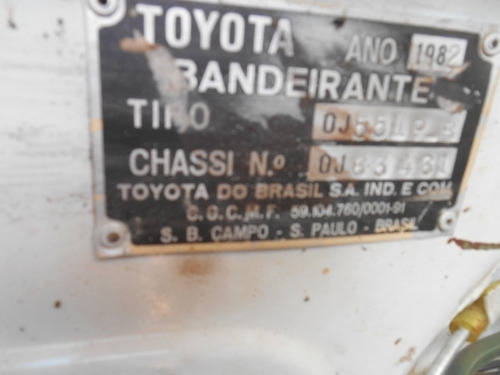 TOYOTA ANO 1982
BANDEIRANTE
TIPO
CHASSI N.º
TOYOTA DO BRASIL S.A. IND. E COM.
C.G.C.M.F. 59.104.760/0001-91
S. B. CAMPO - S. PAULO - BRASIL